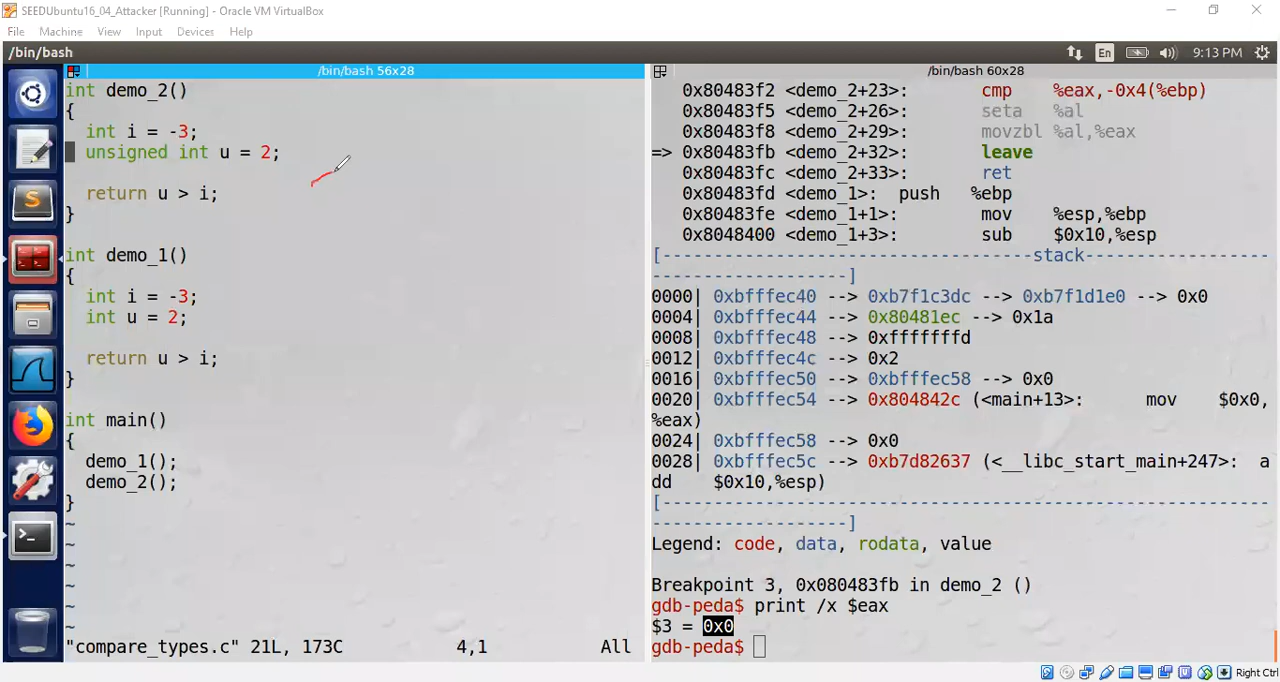 SEEDUbuntu16_04_Attacker [Running] - Oracle VM VirtualBox
File Machine View Input Devices Help
/bin/bash
En
9:13 PM
/bin/bash 56x28
int demo_2()
{
int i = -3;
unsigned int u = 2;
return u > i;
}
int demo_1()
{
int i = -3;
int u = 2;
return u > i;
}
int main()
{
demo_1();
demo_2();
}
~
~
~
~
~
~
"compare_types.c" 21L, 173C 4,1 All
/bin/bash 60x28
0x80483f2 <demo_2+23>: cmp %eax,-0x4(%ebp)
0x80483f5 <demo_2+26>: seta %al
0x80483f8 <demo_2+29>: movzbl %al,%eax
=> 0x80483fb <demo_2+32>: leave
0x80483fc <demo_2+33>: ret
0x80483fd <demo_1>: push %ebp
0x80483fe <demo_1+1>: mov %esp,%ebp
0x8048400 <demo_1+3>: sub $0x10,%esp
[------------------------------------stack------------------
-------------------]
0000| 0xbfffec40 --> 0xb7f1c3dc --> 0xb7f1d1e0 --> 0x0
0004| 0xbfffec44 --> 0x80481ec --> 0x1a
0008| 0xbfffec48 --> 0xfffffffd
0012| 0xbfffec4c --> 0x2
0016| 0xbfffec50 --> 0xbfffec58 --> 0x0
0020| 0xbfffec54 --> 0x804842c (<main+13>: mov $0x0,
%eax)
0024| 0xbfffec58 --> 0x0
0028| 0xbfffec5c --> 0xb7d82637 (<__libc_start_main+247>: a
dd $0x10,%esp)
[-----------------------------------------------------------
-------------------]
Legend: code, data, rodata, value
Breakpoint 3, 0x080483fb in demo_2 ()
gdb-peda$ print /x $eax
$3 = 0x0
gdb-peda$
Right Ctrl